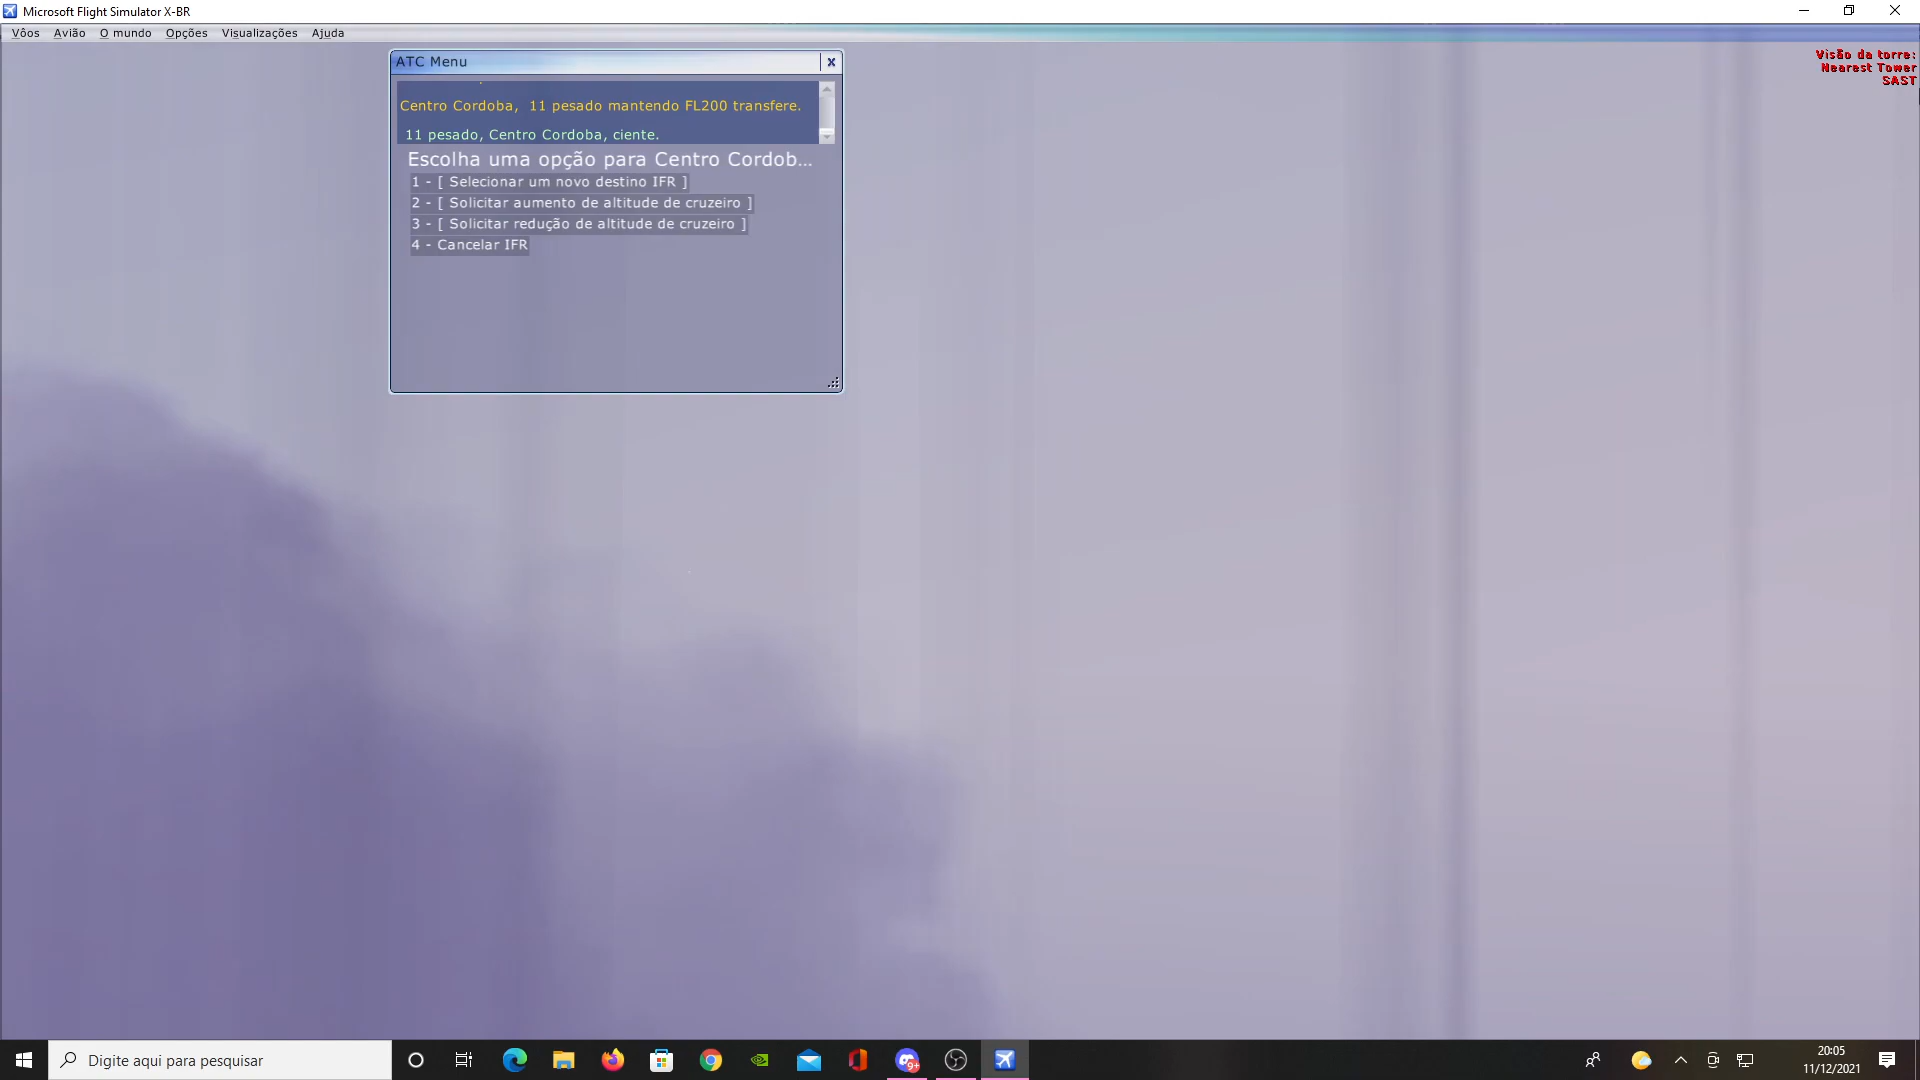 Microsoft Flight Simulator X-BR
Vôos Avião O mundo Opções Visualizações Ajuda
Visão da torre:
Nearest Tower
SAST
ATC Menu
Centro Cordoba, 11 pesado mantendo FL200 transfere.
11 pesado, Centro Cordoba, ciente.
Escolha uma opção para Centro Cordob...
1 - [ Selecionar um novo destino IFR ]
2 - [ Solicitar aumento de altitude de cruzeiro ]
3 - [ Solicitar redução de altitude de cruzeiro ]
4 - Cancelar IFR
Digite aqui para pesquisar
9+
20:05
11/12/2021